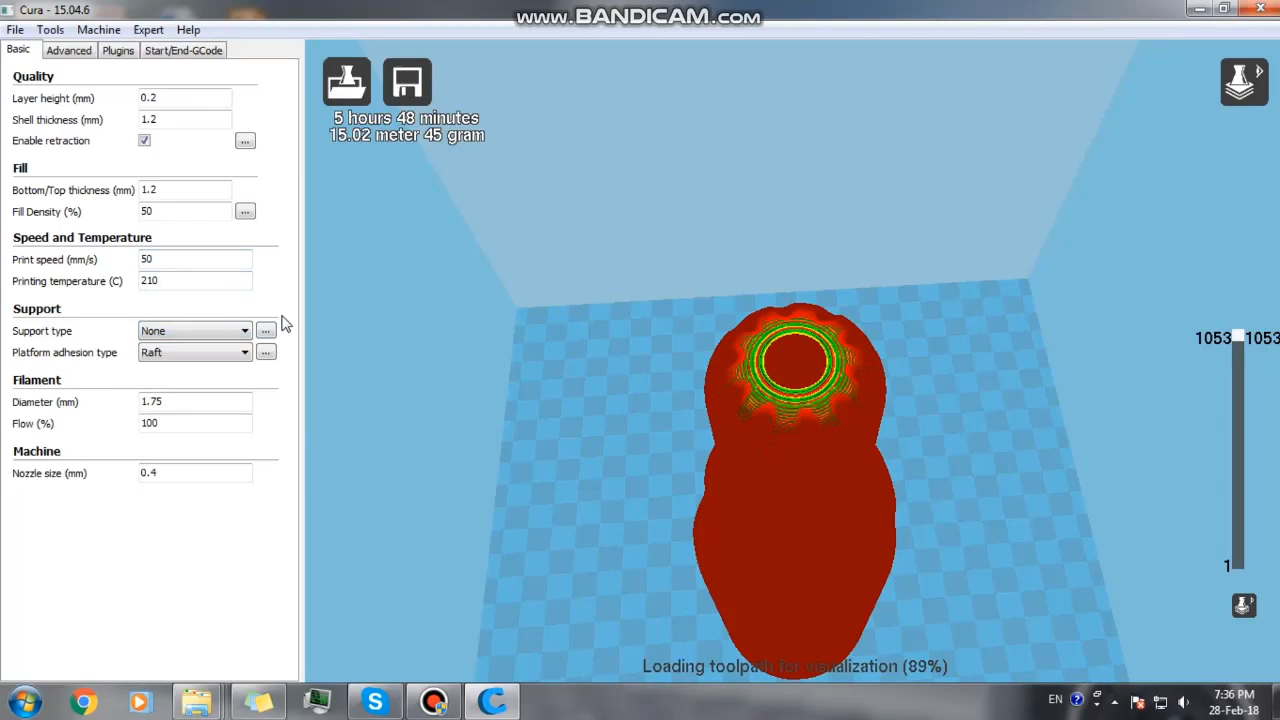 Cura - 15.04.6
www.BANDICAM.com
File Tools Machine Expert Help
Basic Advanced Plugins Start/End-GCode
Quality
Layer height (mm) 0.2
Shell thickness (mm) 1.2
Enable retraction ...
Fill
Bottom/Top thickness (mm) 1.2
Fill Density (%) 50 ...
Speed and Temperature
Print speed (mm/s) 50
Printing temperature (C) 210
Support
Support type None ...
Platform adhesion type Raft ...
Filament
Diameter (mm) 1.75
Flow (%) 100
Machine
Nozzle size (mm) 0.4
5 hours 48 minutes
15.02 meter 45 gram
1053 1053
1
Loading toolpath for visualization (89%)
EN 7:36 PM
28-Feb-18